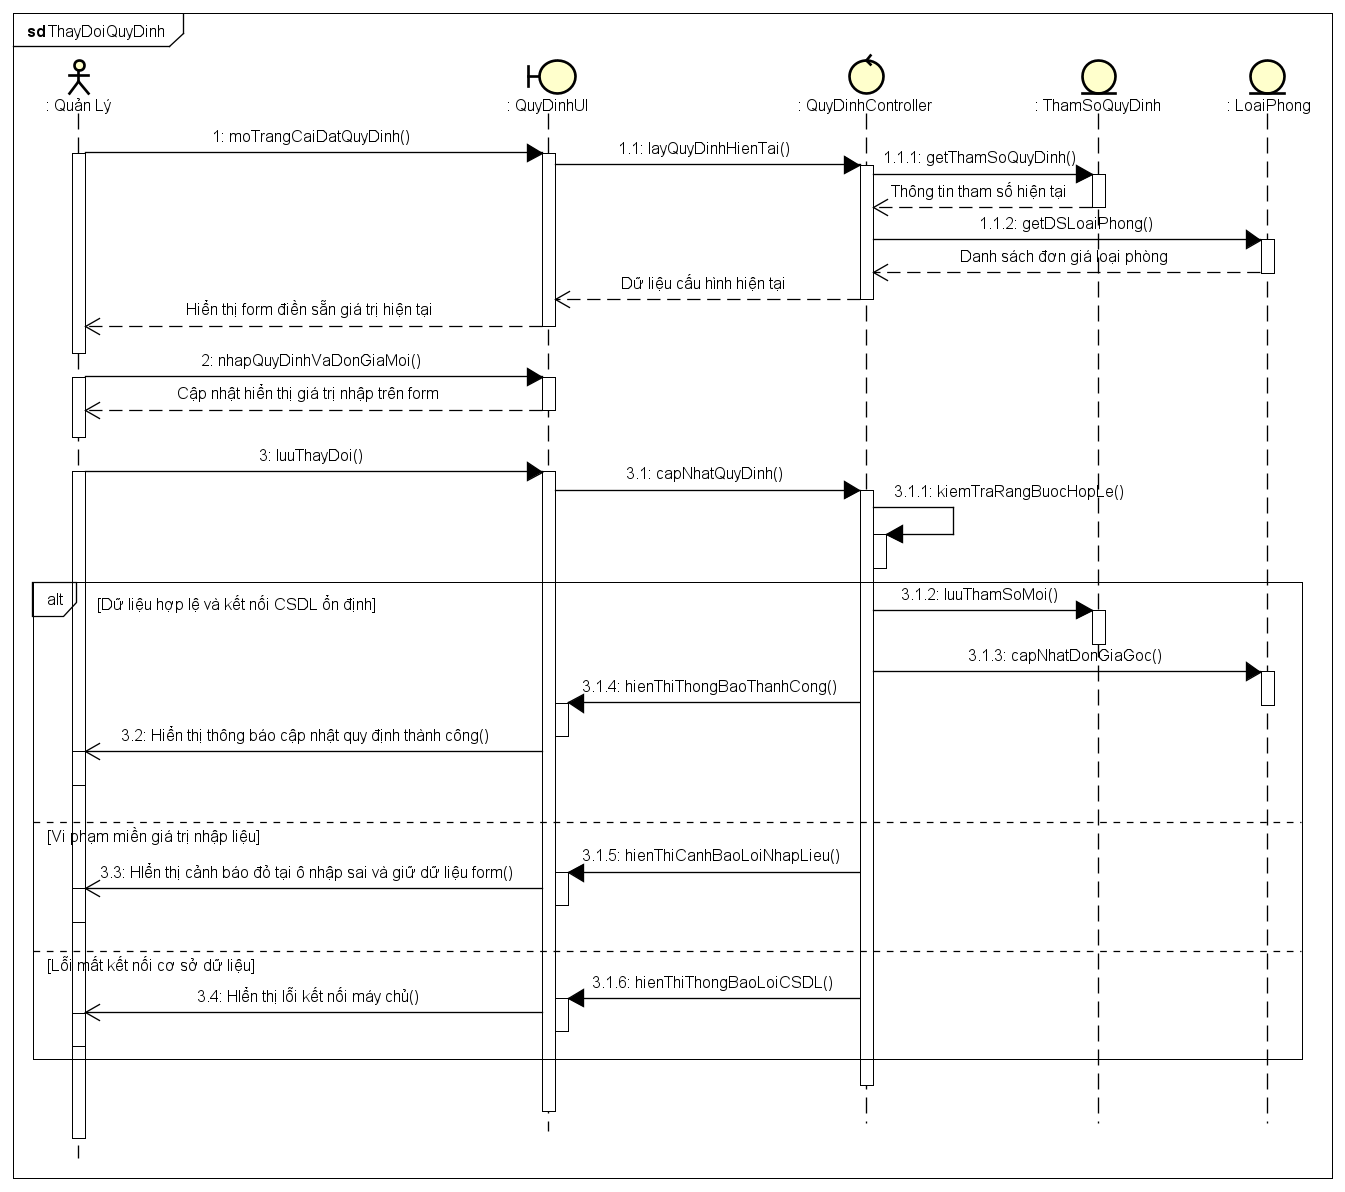 sd ThayDoiQuyDinh
: Quản Lý
: QuyDinhUI
: QuyDinhController
: ThamSoQuyDinh
: LoaiPhong
1: moTrangCaiDatQuyDinh()
1.1: layQuyDinhHienTai()
1.1.1: getThamSoQuyDinh()
Thông tin tham số hiện tại
1.1.2: getDSLoaiPhong()
Danh sách đơn giá loại phòng
Dữ liệu cấu hình hiện tại
Hiển thị form điền sẵn giá trị hiện tại
2: nhapQuyDinhVaDonGiaMoi()
Cập nhật hiển thị giá trị nhập trên form
3: luuThayDoi()
3.1: capNhatQuyDinh()
3.1.1: kiemTraRangBuocHopLe()
alt
[Dữ liệu hợp lệ và kết nối CSDL ổn định]
3.1.2: luuThamSoMoi()
3.1.3: capNhatDonGiaGoc()
3.1.4: hienThiThongBaoThanhCong()
3.2: Hiển thị thông báo cập nhật quy định thành công()
[Vi phạm miền giá trị nhập liệu]
3.1.5: hienThiCanhBaoLoiNhapLieu()
3.3: HIển thị cảnh báo đỏ tại ô nhập sai và giữ dữ liệu form()
[Lỗi mất kết nối cơ sở dữ liệu]
3.1.6: hienThiThongBaoLoiCSDL()
3.4: HIển thị lỗi kết nối máy chủ()